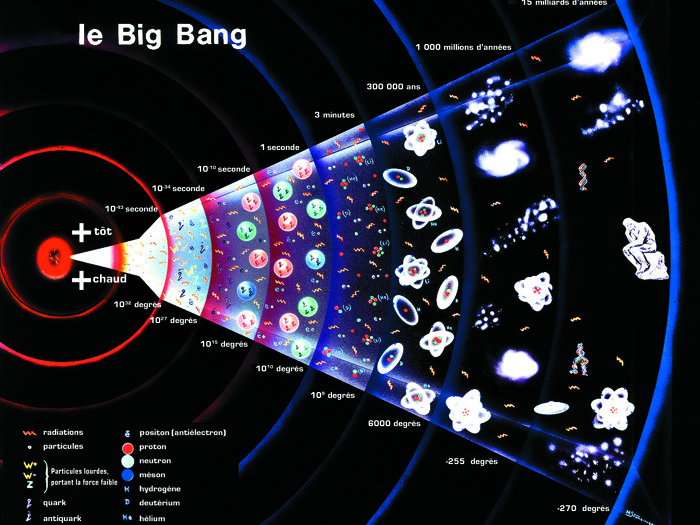 le Big Bang
15 milliards d'années
1 000 millions d'années
300 000 ans
3 minutes
1 seconde
10⁻¹⁰ seconde
10⁻³⁴ seconde
10⁻⁴³ seconde
+ tôt
+ chaud
10³² degrés
10²⁷ degrés
10¹⁵ degrés
10¹⁰ degrés
10⁹ degrés
6000 degrés
-255 degrés
-270 degrés
radiations
particules
W+
W-
Z
Particules lourdes,
portant la force faible
quark
antiquark
positon (antiélectron)
proton
neutron
méson
H hydrogène
D deutérium
He hélium